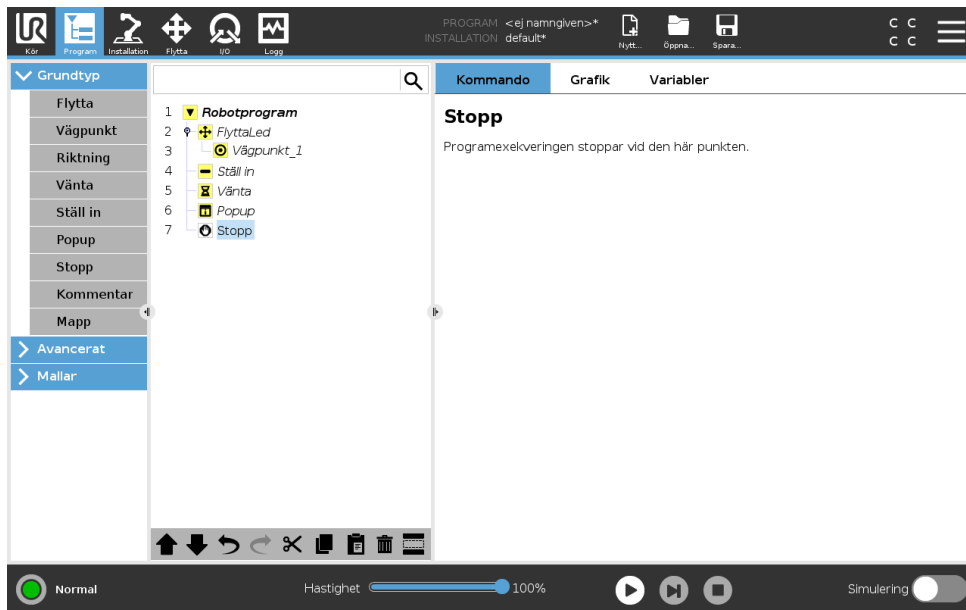 UR
PROGRAM <ej namngiven>*
INSTALLATION default*
C C
C C
Kör Program Installation Flytta I/O Logg Nytt... Öppna... Spara...
Grundtyp
Flytta
Vägpunkt
Riktning
Vänta
Ställ in
Popup
Stopp
Kommentar
Mapp
Avancerat
Mallar
1 Robotprogram
2 FlyttaLed
3 Vägpunkt_1
4 Ställ in
5 Vänta
6 Popup
7 Stopp
Kommando Grafik Variabler
Stopp
Programexekveringen stoppar vid den här punkten.
Normal Hastighet 100% Simulering